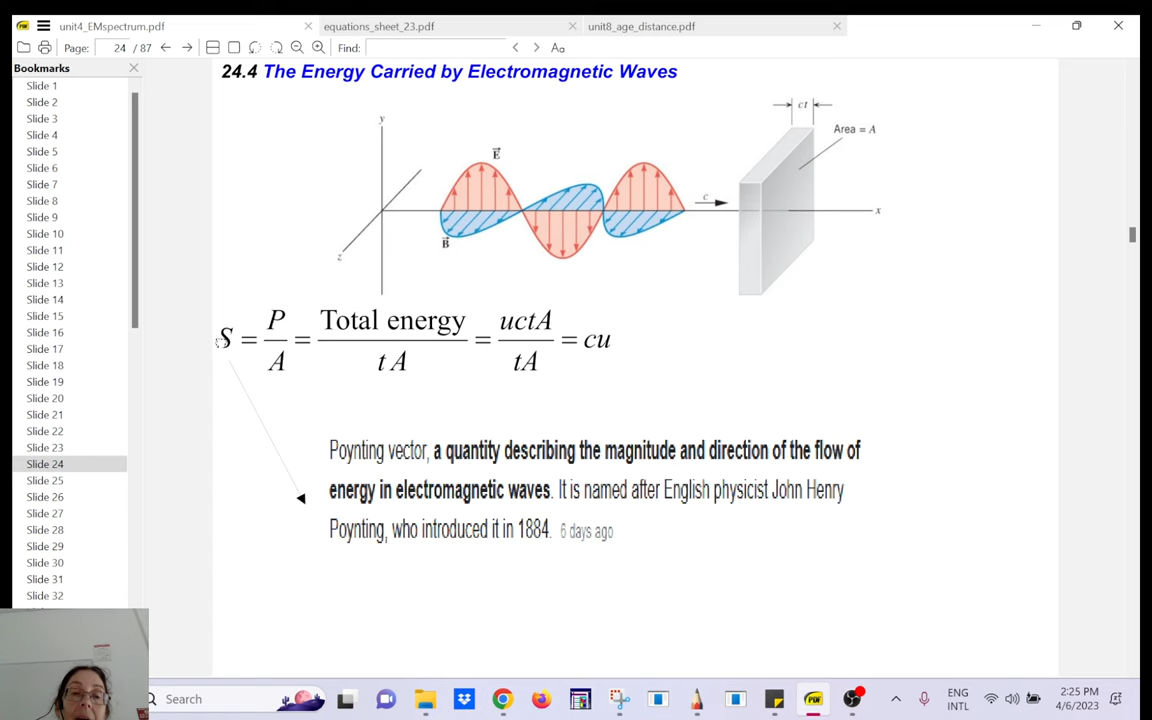 unit4_EMspectrum.pdf
equations_sheet_23.pdf
unit8_age_distance.pdf
Page: 24 / 87
Find:
Aa
Bookmarks
Slide 1
Slide 2
Slide 3
Slide 4
Slide 5
Slide 6
Slide 7
Slide 8
Slide 9
Slide 10
Slide 11
Slide 12
Slide 13
Slide 14
Slide 15
Slide 16
Slide 17
Slide 18
Slide 19
Slide 20
Slide 21
Slide 22
Slide 23
Slide 24
Slide 25
Slide 26
Slide 27
Slide 28
Slide 29
Slide 30
Slide 31
Slide 32
24.4 The Energy Carried by Electromagnetic Waves
ct
y
Area = A
E
c
x
B
z
S = P/A = Total energy/t A = uctA/tA = cu
Poynting vector, a quantity describing the magnitude and direction of the flow of
energy in electromagnetic waves. It is named after English physicist John Henry
Poynting, who introduced it in 1884. 6 days ago
Search
ENG
INTL
2:25 PM
4/6/2023